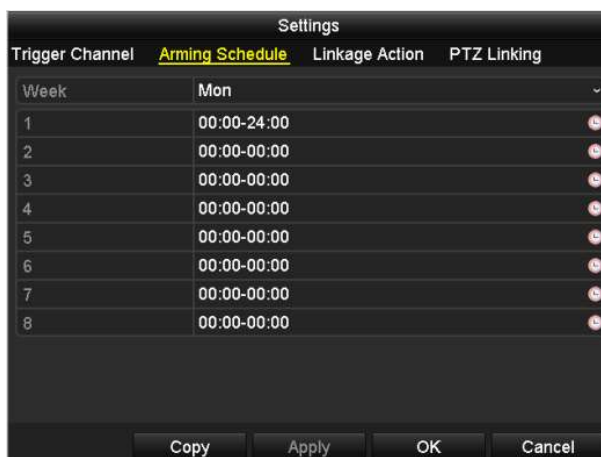 Settings
Trigger Channel Arming Schedule Linkage Action PTZ Linking
Week Mon
1 00:00-24:00
2 00:00-00:00
3 00:00-00:00
4 00:00-00:00
5 00:00-00:00
6 00:00-00:00
7 00:00-00:00
8 00:00-00:00
Copy Apply OK Cancel